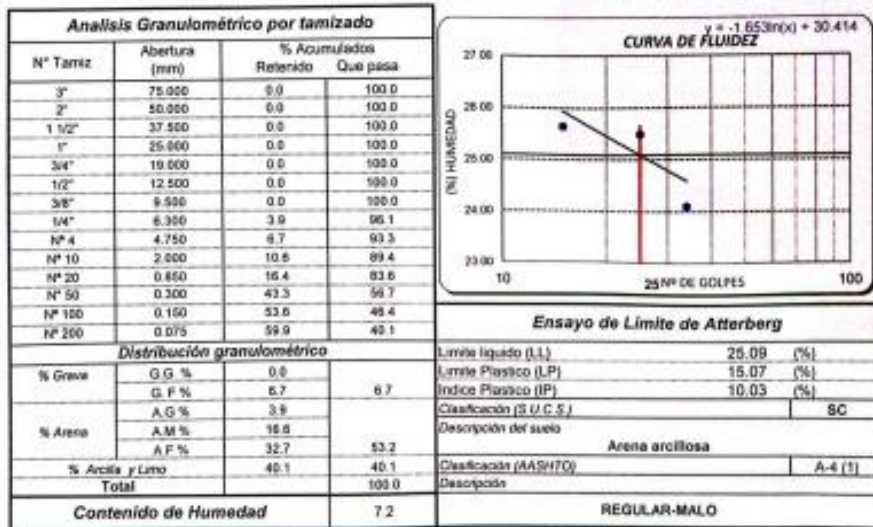 Analisis Granulométrico por tamizado
N° Tamiz Abertura (mm) % Acumulados Retenido Que pasa
3" 75.000 0.0 100.0
2" 50.000 0.0 100.0
1 1/2" 37.500 0.0 100.0
1" 25.000 0.0 100.0
3/4" 19.000 0.0 100.0
1/2" 12.500 0.0 100.0
3/8" 9.500 0.0 100.0
1/4" 6.300 3.9 96.1
N° 4 4.750 6.7 93.3
N° 10 2.000 10.6 89.4
N° 20 0.850 16.4 83.6
N° 50 0.300 43.3 56.7
N° 100 0.150 53.6 46.4
N° 200 0.075 59.9 40.1
Distribución granulométrico
% Grava G.G. % 0.0
G. F % 6.7 6.7
% Arena A.G % 3.9
A.M % 16.6
A.F % 32.7 53.2
% Arcilla y Limo 40.1 40.1
Total 100.0
Contenido de Humedad 7.2
y = -1.653ln(x) + 30.414
CURVA DE FLUIDEZ
(%) HUMEDAD
27.00
26.00
25.00
24.00
23.00
10 25 Nº DE GOLPES 100
Ensayo de Límite de Atterberg
Limite liquido (LL) 25.09 (%)
Limite Plastico (LP) 15.07 (%)
Indice Plastico (IP) 10.03 (%)
Clasificación (S.U.C.S.) SC
Descripción del suelo
Arena arcillosa
Clasificación (AASHTO) A-4 (1)
Descripción
REGULAR-MALO